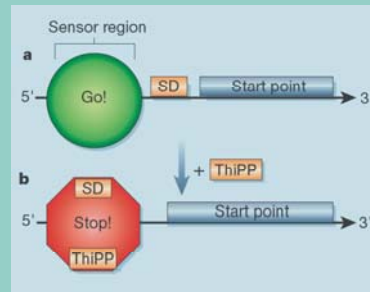 Sensor region
a
5'
Go!
SD
Start point
3'
+ ThiPP
b
5'
SD
Stop!
ThiPP
Start point
3'